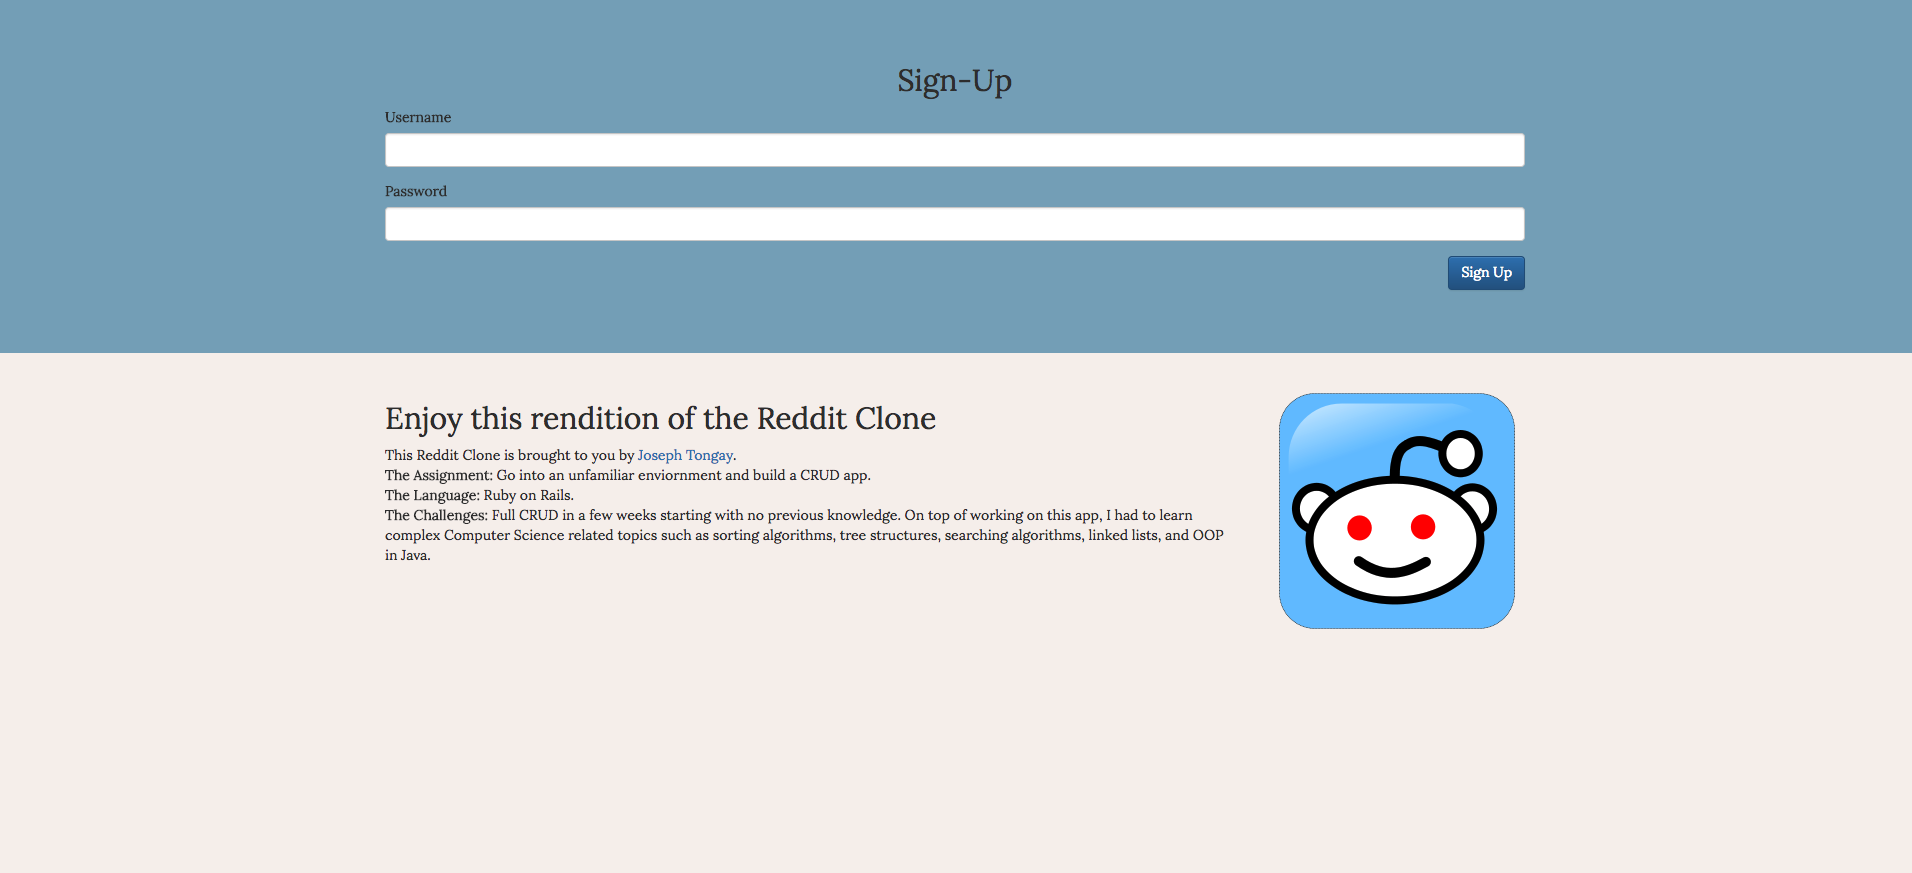 Sign-Up
Username
Password
Sign Up
Enjoy this rendition of the Reddit Clone
This Reddit Clone is brought to you by Joseph Tongay.
The Assignment: Go into an unfamiliar enviornment and build a CRUD app.
The Language: Ruby on Rails.
The Challenges: Full CRUD in a few weeks starting with no previous knowledge. On top of working on this app, I had to learn
complex Computer Science related topics such as sorting algorithms, tree structures, searching algorithms, linked lists, and OOP
in Java.